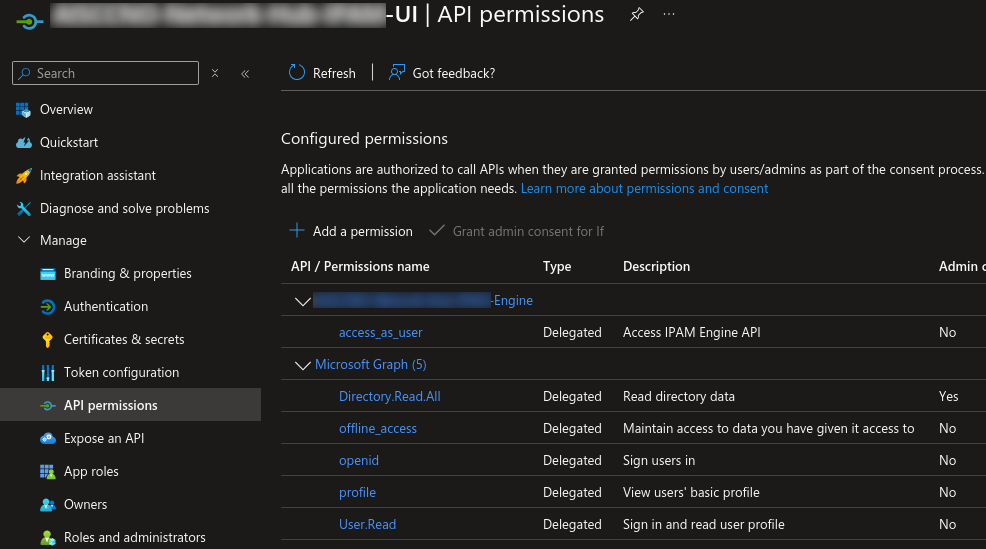 -UI | API permissions
Search
Refresh
Got feedback?
Overview
Quickstart
Integration assistant
Diagnose and solve problems
Manage
Branding & properties
Authentication
Certificates & secrets
Token configuration
API permissions
Expose an API
App roles
Owners
Roles and administrators
Configured permissions
Applications are authorized to call APIs when they are granted permissions by users/admins as part of the consent process.
all the permissions the application needs. Learn more about permissions and consent
Add a permission
Grant admin consent for If
API / Permissions name Type Description Admin c
-Engine
access_as_user Delegated Access IPAM Engine API No
Microsoft Graph (5)
Directory.Read.All Delegated Read directory data Yes
offline_access Delegated Maintain access to data you have given it access to No
openid Delegated Sign users in No
profile Delegated View users' basic profile No
User.Read Delegated Sign in and read user profile No